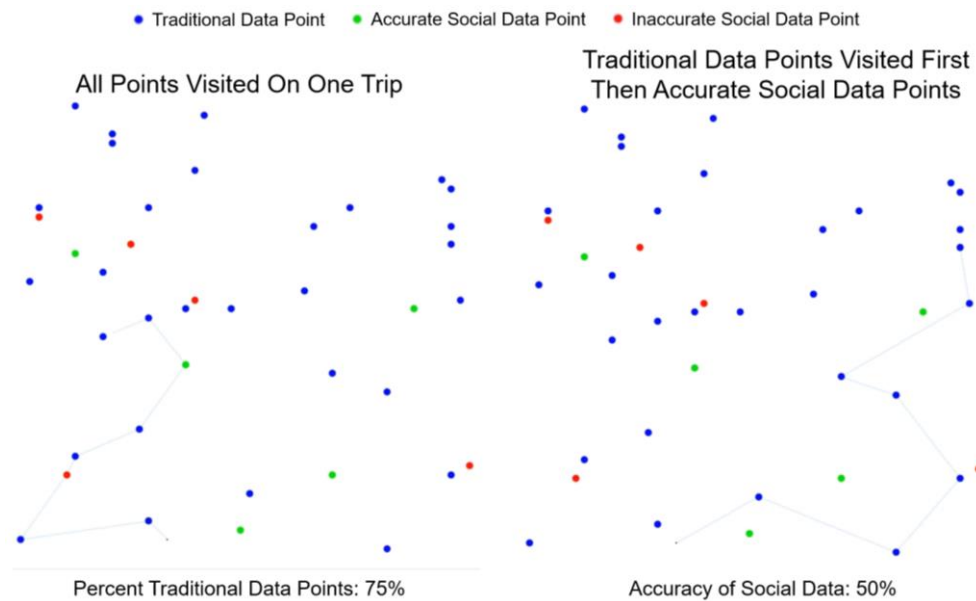 Traditional Data Point Accurate Social Data Point Inaccurate Social Data Point
All Points Visited On One Trip
Traditional Data Points Visited First
Then Accurate Social Data Points
Percent Traditional Data Points: 75%
Accuracy of Social Data: 50%